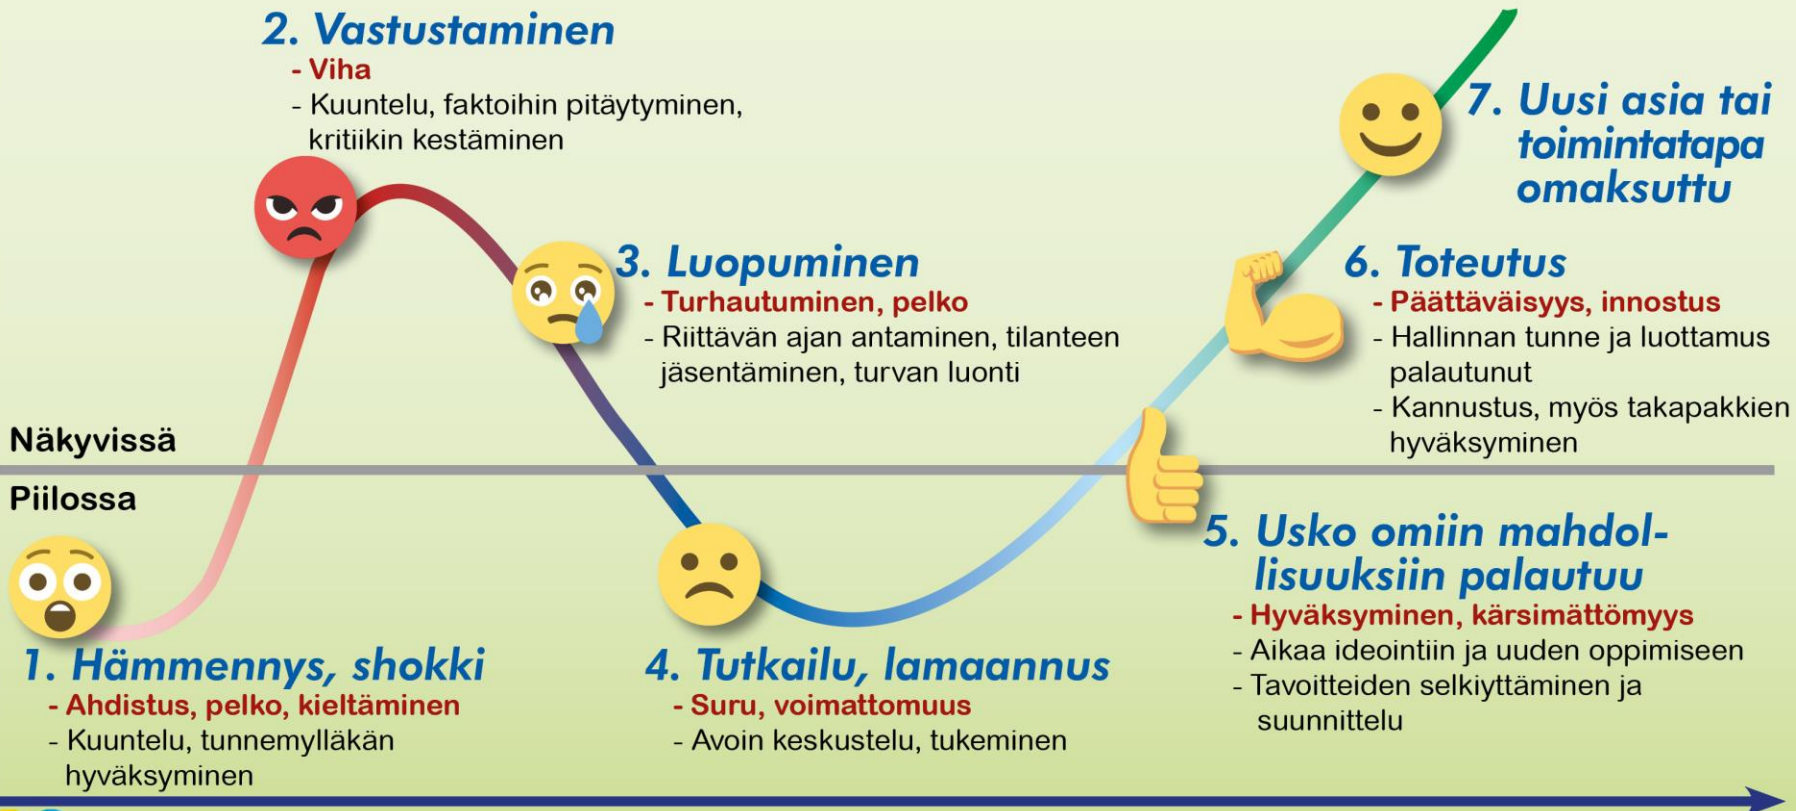 2. Vastustaminen
- Viha
- Kuuntelu, faktoihin pitäytyminen,
kritiikin kestäminen
7. Uusi asia tai
toimintatapa
omaksuttu
3. Luopuminen
- Turhautuminen, pelko
- Riittävän ajan antaminen, tilanteen
jäsentäminen, turvan luonti
6. Toteutus
- Päättäväisyys, innostus
- Hallinnan tunne ja luottamus
palautunut
- Kannustus, myös takapakkien
hyväksyminen
Näkyvissä
Piilossa
5. Usko omiin mahdol-
lisuuksiin palautuu
- Hyväksyminen, kärsimättömyys
- Aikaa ideointiin ja uuden oppimiseen
- Tavoitteiden selkiyttäminen ja
suunnittelu
1. Hämmennys, shokki
- Ahdistus, pelko, kieltäminen
- Kuuntelu, tunnemylläkän
hyväksyminen
4. Tutkailu, lamaannus
- Suru, voimattomuus
- Avoin keskustelu, tukeminen